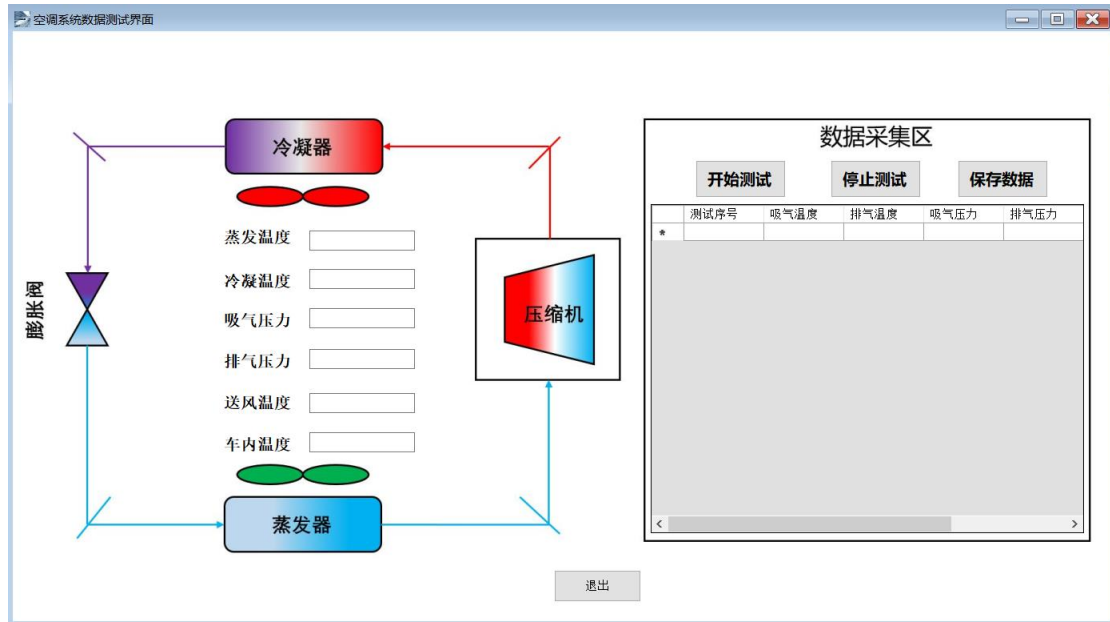 空调系统数据测试界面
冷凝器
数据采集区
开始测试 停止测试 保存数据
测试序号 吸气温度 排气温度 吸气压力 排气压力
*
蒸发温度
冷凝温度
吸气压力
排气压力
送风温度
车内温度
膨胀阀
压缩机
蒸发器
退出